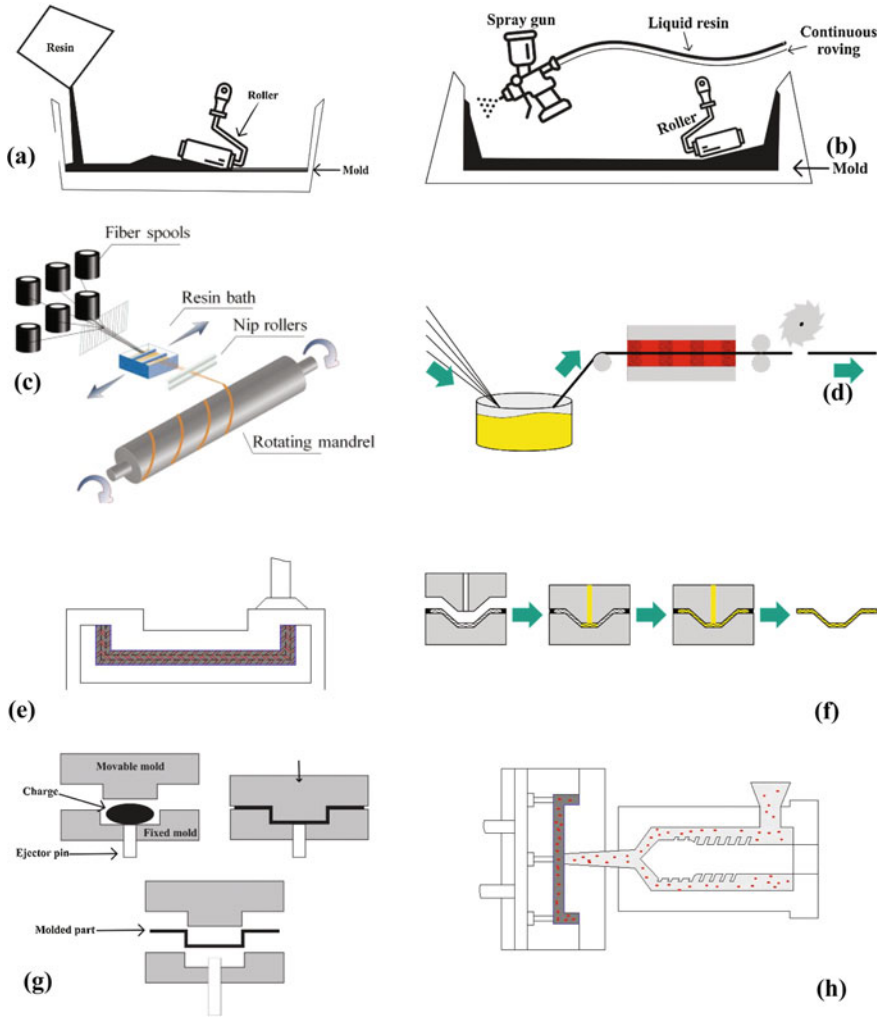 Resin
Roller
Mold
(a)
Spray gun
Liquid resin
Continuous
roving
Roller
Mold
(b)
Fiber spools
Resin bath
Nip rollers
Rotating mandrel
(c)
(d)
(e)
(f)
Movable mold
Charge
Fixed mold
Ejector pin
Molded part
(g)
(h)